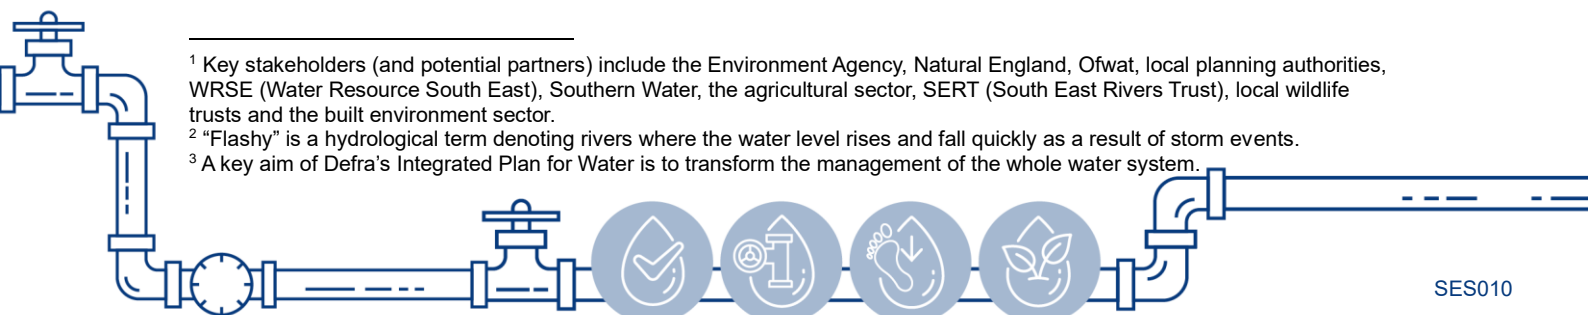 ¹ Key stakeholders (and potential partners) include the Environment Agency, Natural England, Ofwat, local planning authorities,
WRSE (Water Resource South East), Southern Water, the agricultural sector, SERT (South East Rivers Trust), local wildlife
trusts and the built environment sector.
² “Flashy” is a hydrological term denoting rivers where the water level rises and fall quickly as a result of storm events.
³ A key aim of Defra’s Integrated Plan for Water is to transform the management of the whole water system.
SES010